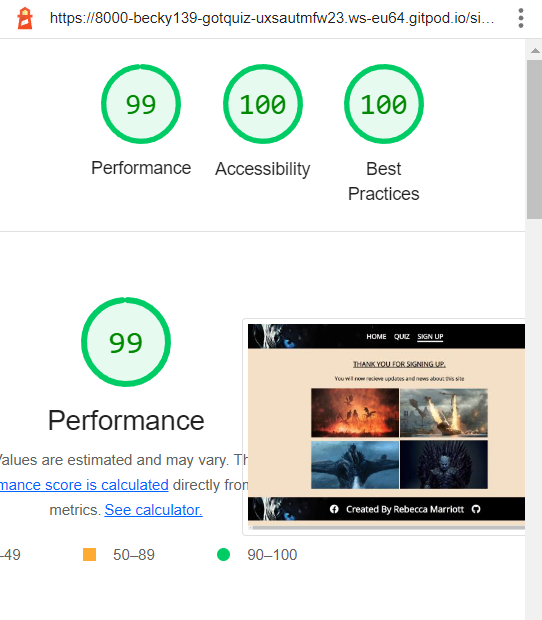 https://8000-becky139-gotquiz-uxsautmfw23.ws-eu64.gitpod.io/si...
99
100
100
Performance
Accessibility
Best
Practices
99
Performance
Values are estimated and may vary. Th
mance score is calculated directly from
metrics. See calculator.
–49
50–89
90–100
HOME QUIZ SIGN UP
THANK YOU FOR SIGNING UP.
You will now recieve updates and news about this site
Created By Rebecca Marriott